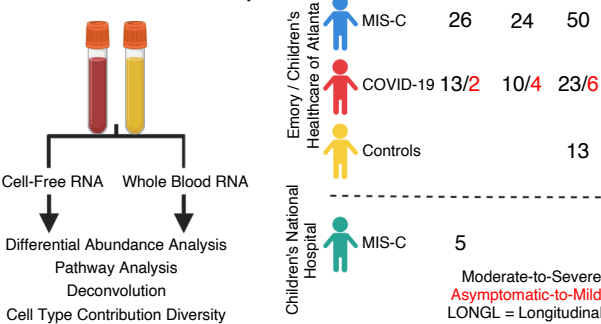 Cell-Free RNA Whole Blood RNA
Differential Abundance Analysis
Pathway Analysis
Deconvolution
Cell Type Contribution Diversity
Emory / Children's
Healthcare of Atlanta
MIS-C 26 24 50
COVID-19 13/2 10/4 23/6
Controls 13
Children's National
Hospital
MIS-C 5
Moderate-to-Severe
Asymptomatic-to-Mild
LONGL = Longitudinal